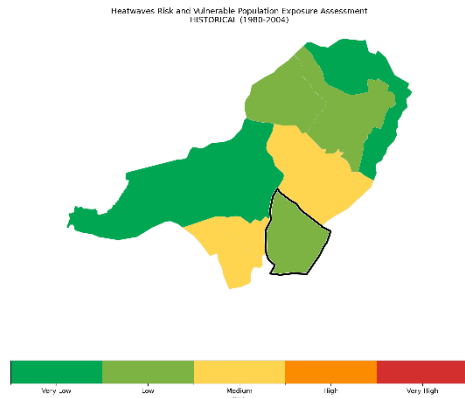 Heatwaves Risk and Vulnerable Population Exposure Assessment
HISTORICAL (1980-2004)
Very Low
Low
Medium
High
Very High